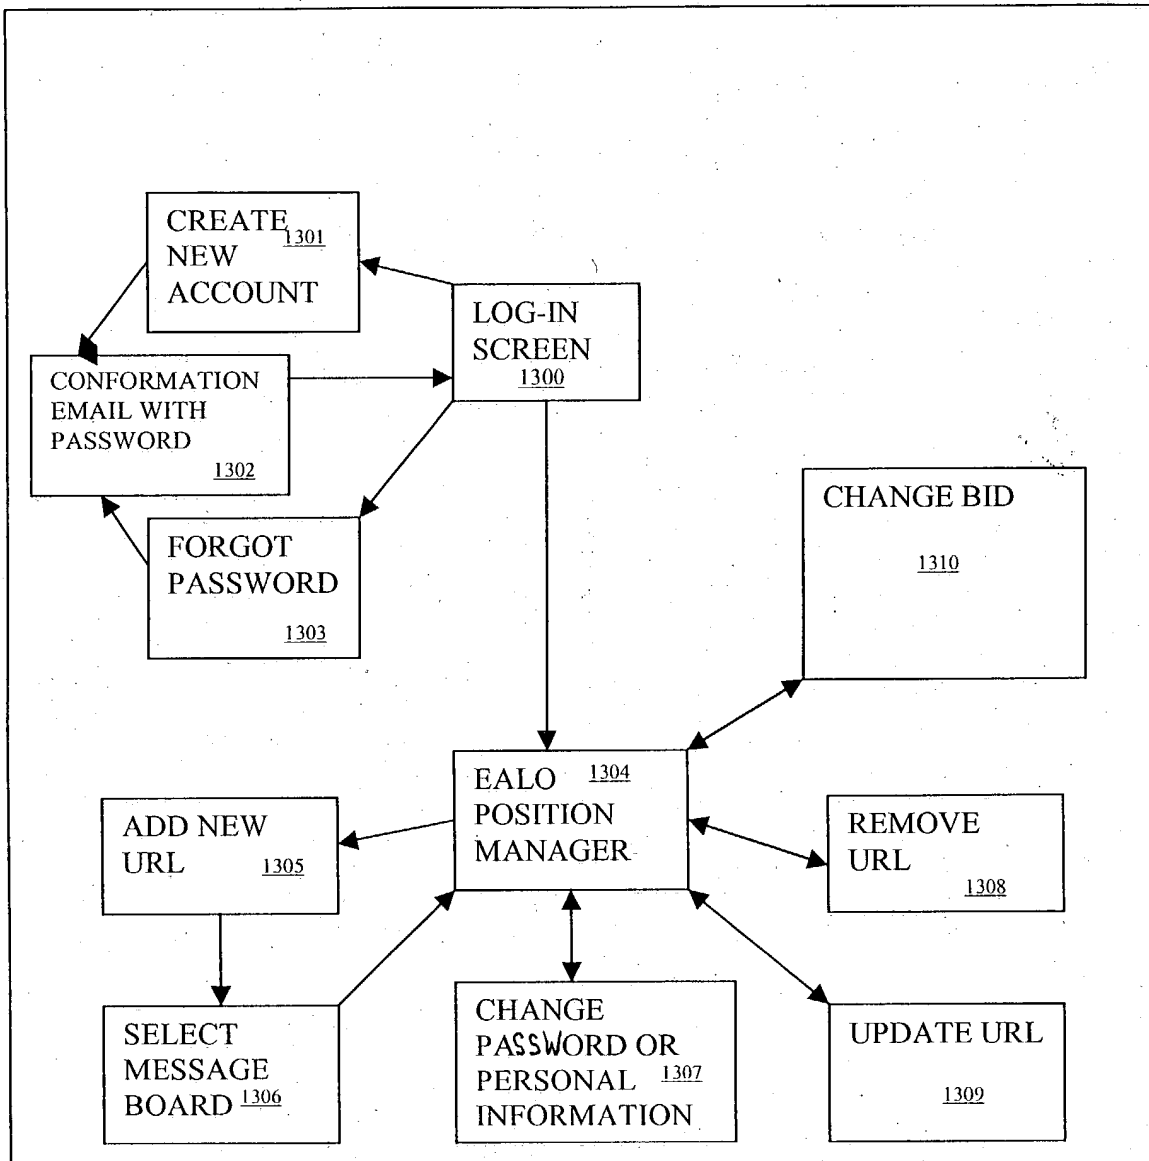 CREATE
1301
NEW
ACCOUNT
LOG-IN
SCREEN
1300
CONFORMATION
EMAIL WITH
PASSWORD
1302
FORGOT
PASSWORD
1303
CHANGE BID
1310
EALO 1304
POSITION
MANAGER
ADD NEW
URL 1305
REMOVE
URL
1308
SELECT
MESSAGE
BOARD 1306
CHANGE
PASSWORD OR
PERSONAL 1307
INFORMATION
UPDATE URL
1309